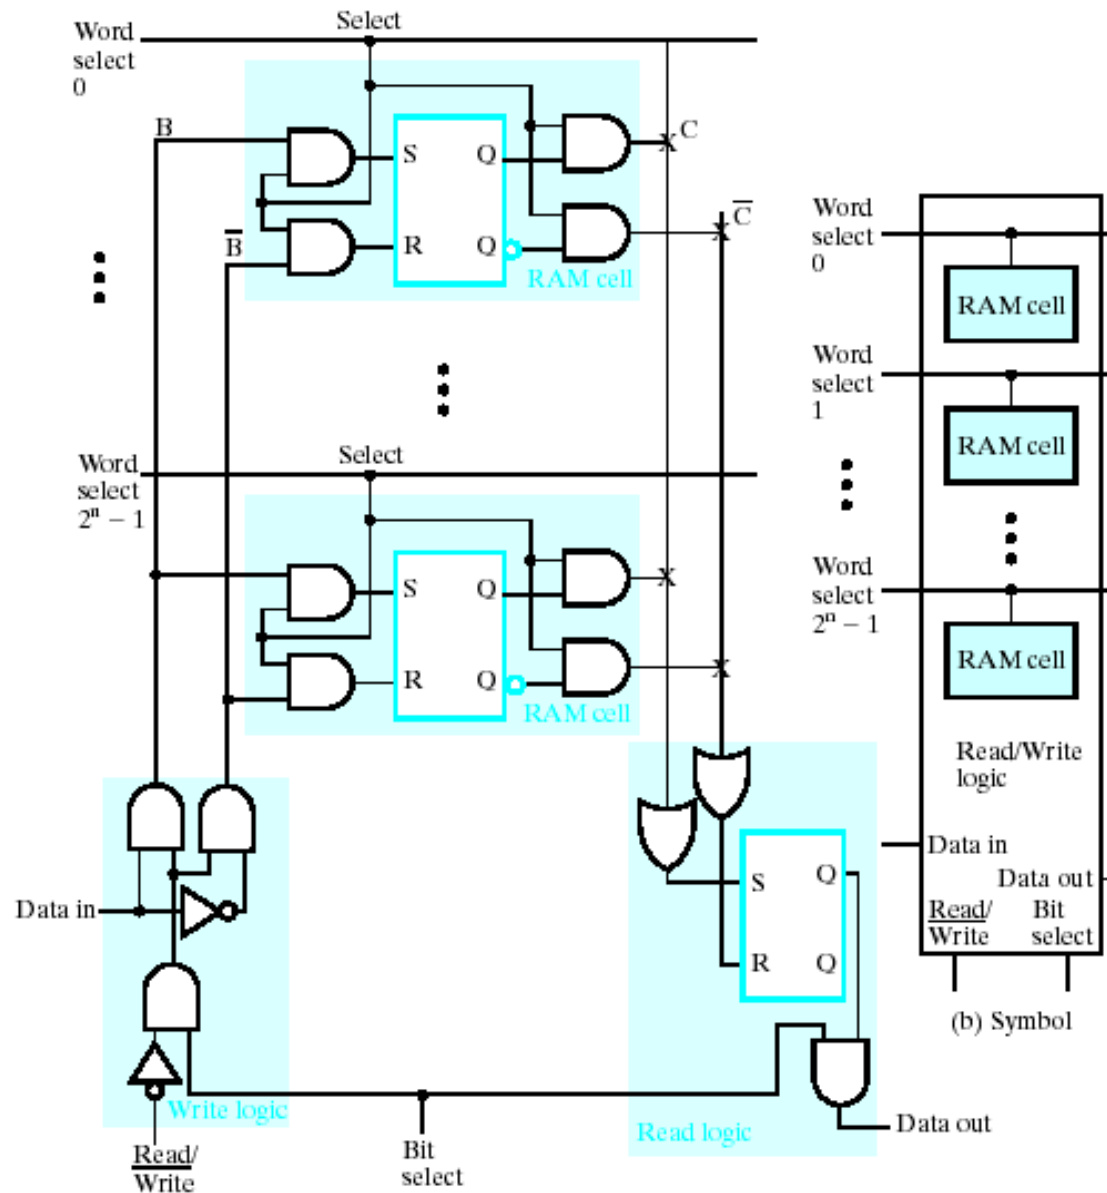 Select
Word
select
0
B
S
Q
C
B̅
R
Q
C̅
RAM cell
Select
Word
select
2ⁿ − 1
S
Q
R
Q
RAM cell
Data in
Write logic
Read/
Write
Bit
select
S
Q
R
Q
Read logic
Data out
Word
select
0
RAM cell
Word
select
1
RAM cell
Word
select
2ⁿ − 1
RAM cell
Read/Write
logic
Data in
Data out
Read/
Write
Bit
select
(b) Symbol